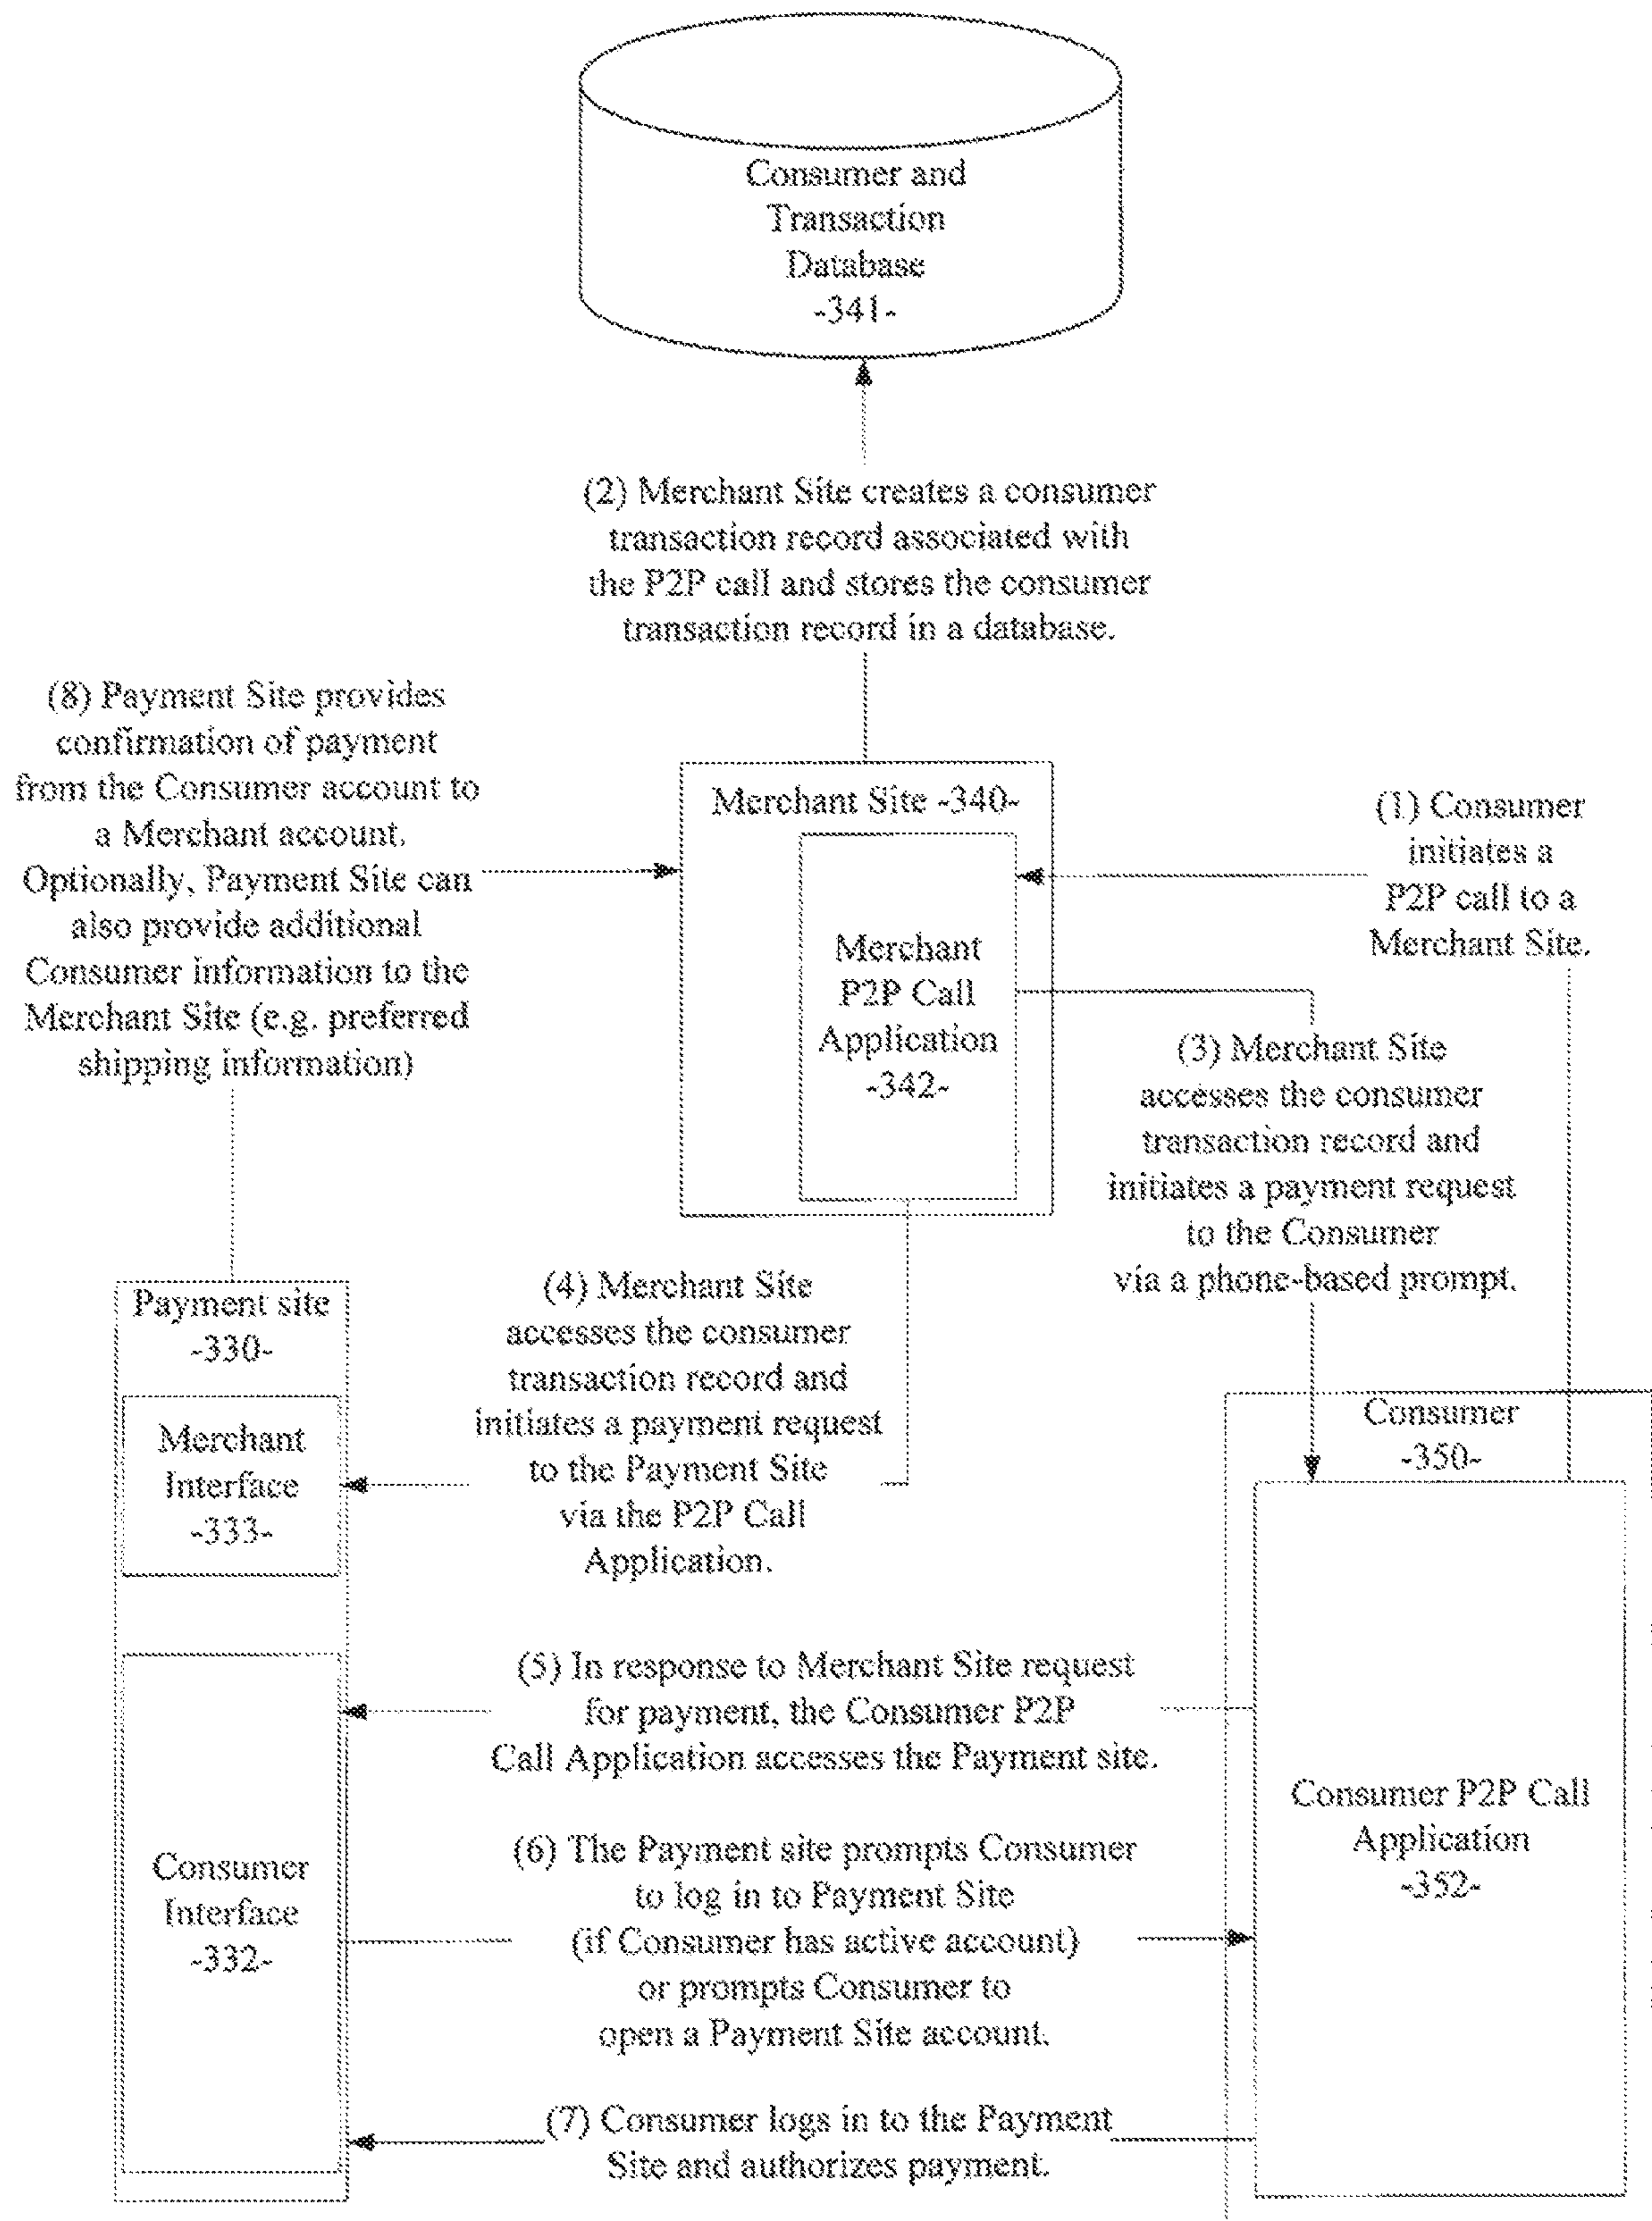 Consumer and
Transaction
Database
-341-
(2) Merchant Site creates a consumer
transaction record associated with
the P2P call and stores the consumer
transaction record in a database.
(8) Payment Site provides
confirmation of payment
from the Consumer account to
a Merchant account.
Optionally, Payment Site can
also provide additional
Consumer information to the
Merchant Site (e.g. preferred
shipping information)
Merchant Site -340-
Merchant
P2P Call
Application
-342-
(1) Consumer
initiates a
P2P call to a
Merchant Site.
(3) Merchant Site
accesses the consumer
transaction record and
initiates a payment request
to the Consumer
via a phone-based prompt.
Payment site
-330-
Merchant
Interface
-333-
(4) Merchant Site
accesses the consumer
transaction record and
initiates a payment request
to the Payment Site
via the P2P Call
Application.
Consumer
-350-
(5) In response to Merchant Site request
for payment, the Consumer P2P
Call Application accesses the Payment site.
Consumer P2P Call
Application
-352-
Consumer
Interface
-332-
(6) The Payment site prompts Consumer
to log in to Payment Site
(if Consumer has active account)
or prompts Consumer to
open a Payment Site account.
(7) Consumer logs in to the Payment
Site and authorizes payment.